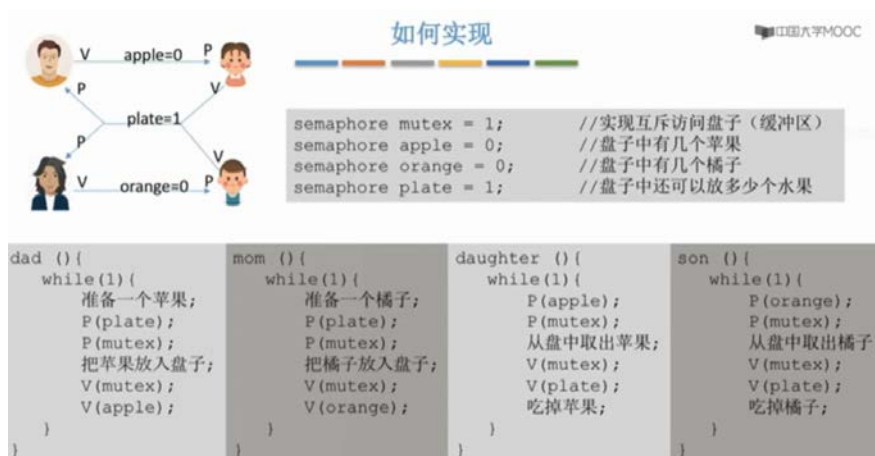 如何实现
中国大学MOOC
V apple=0 P
P V
plate=1
P V
V orange=0 P
semaphore mutex = 1; //实现互斥访问盘子（缓冲区）
semaphore apple = 0; //盘子中有几个苹果
semaphore orange = 0; //盘子中有几个橘子
semaphore plate = 1; //盘子中还可以放多少个水果
dad (){
while(1){
准备一个苹果;
P(plate);
P(mutex);
把苹果放入盘子;
V(mutex);
V(apple);
}
}
mom (){
while(1){
准备一个橘子;
P(plate);
P(mutex);
把橘子放入盘子;
V(mutex);
V(orange);
}
}
daughter (){
while(1){
P(apple);
P(mutex);
从盘中取出苹果;
V(mutex);
V(plate);
吃掉苹果;
}
}
son (){
while(1){
P(orange);
P(mutex);
从盘中取出橘子
V(mutex);
V(plate);
吃掉橘子;
}
}